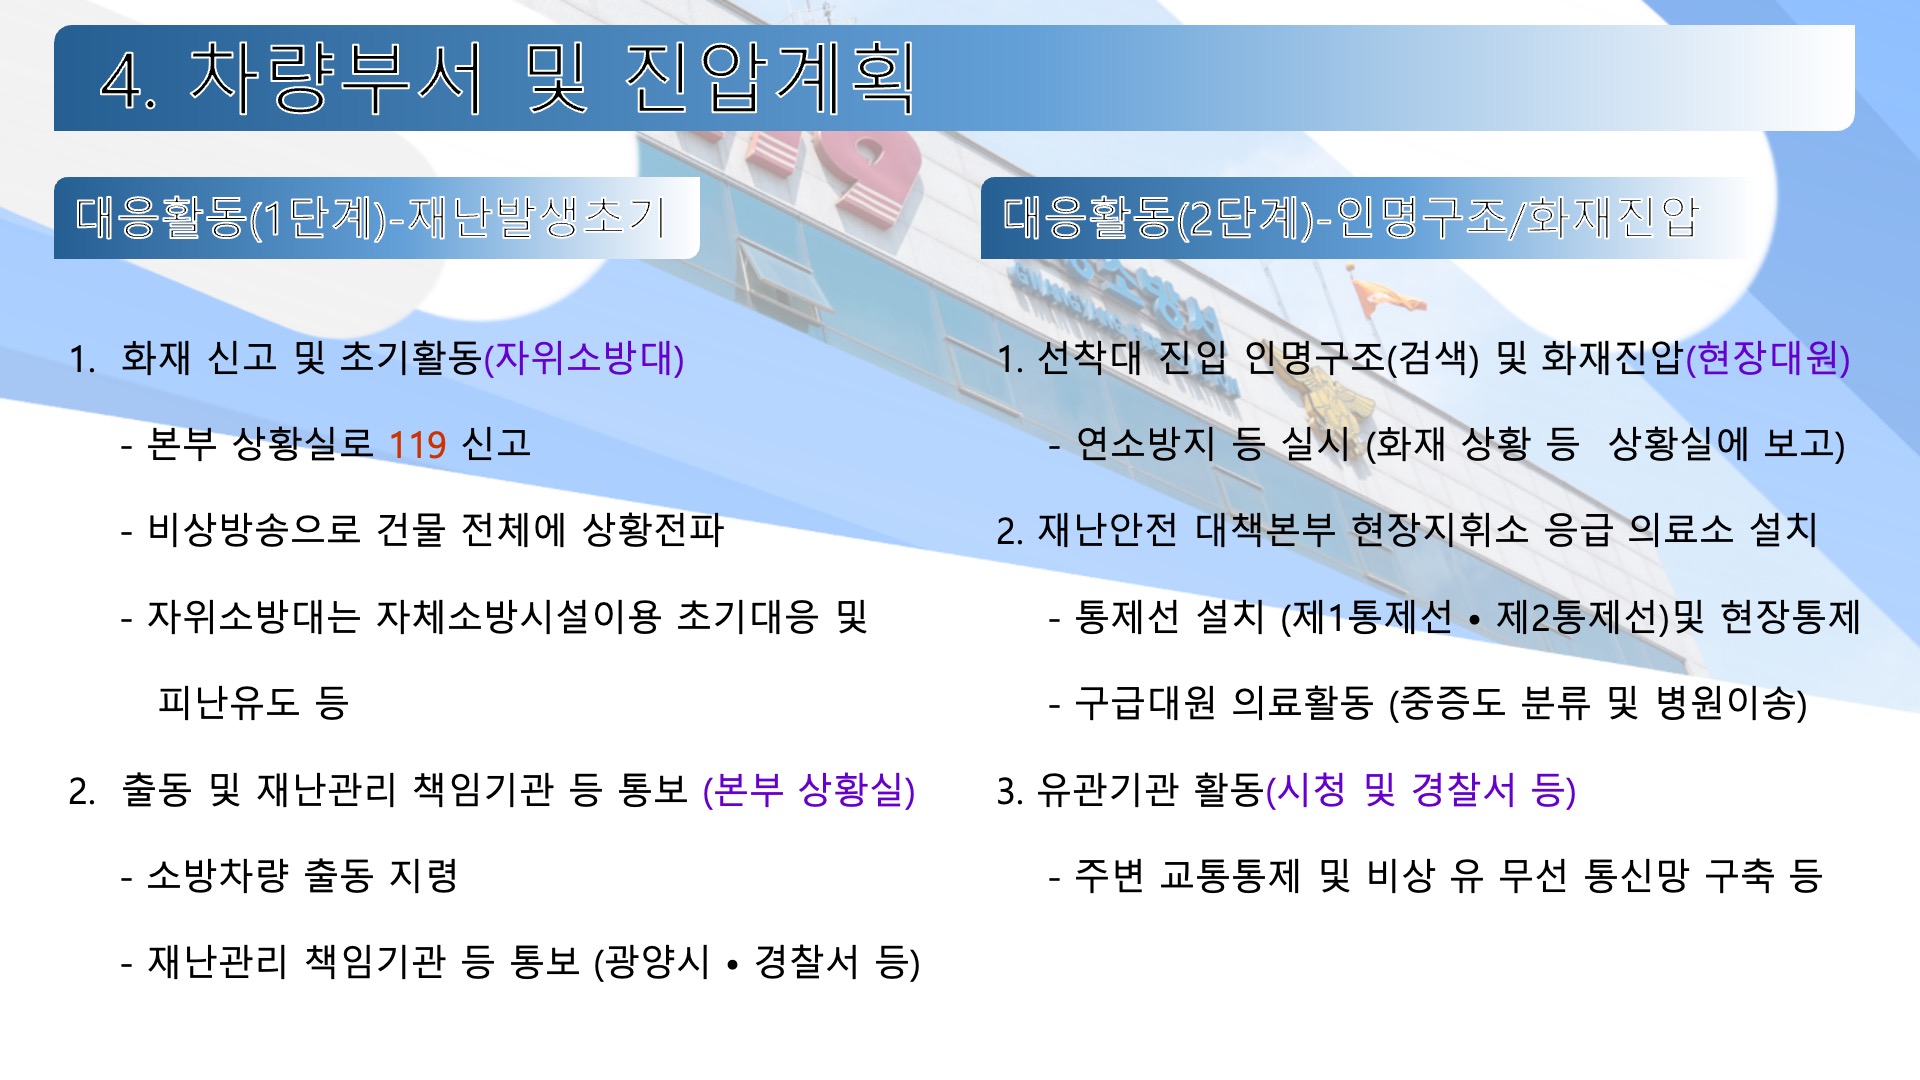 4. 차량부서 및 진압계획
대응활동(1단계)-재난발생초기
1. 화재 신고 및 초기활동(자위소방대)
- 본부 상황실로 119 신고
- 비상방송으로 건물 전체에 상황전파
- 자위소방대는 자체소방시설이용 초기대응 및
피난유도 등
2. 출동 및 재난관리 책임기관 등 통보 (본부 상황실)
- 소방차량 출동 지령
- 재난관리 책임기관 등 통보 (광양시 • 경찰서 등)
대응활동(2단계)-인명구조/화재진압
1. 선착대 진입 인명구조(검색) 및 화재진압(현장대원)
- 연소방지 등 실시 (화재 상황 등 상황실에 보고)
2. 재난안전 대책본부 현장지휘소 응급 의료소 설치
- 통제선 설치 (제1통제선 • 제2통제선)및 현장통제
- 구급대원 의료활동 (중증도 분류 및 병원이송)
3. 유관기관 활동(시청 및 경찰서 등)
- 주변 교통통제 및 비상 유 무선 통신망 구축 등